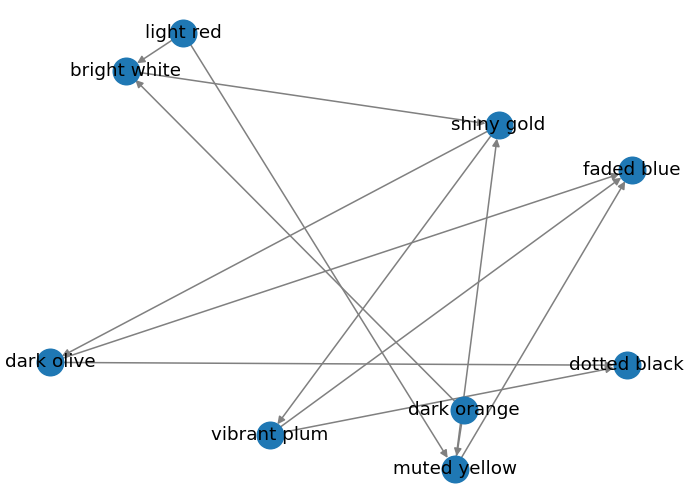 light red
bright white
shiny gold
faded blue
dark olive
dotted black
dark orange
vibrant plum
muted yellow